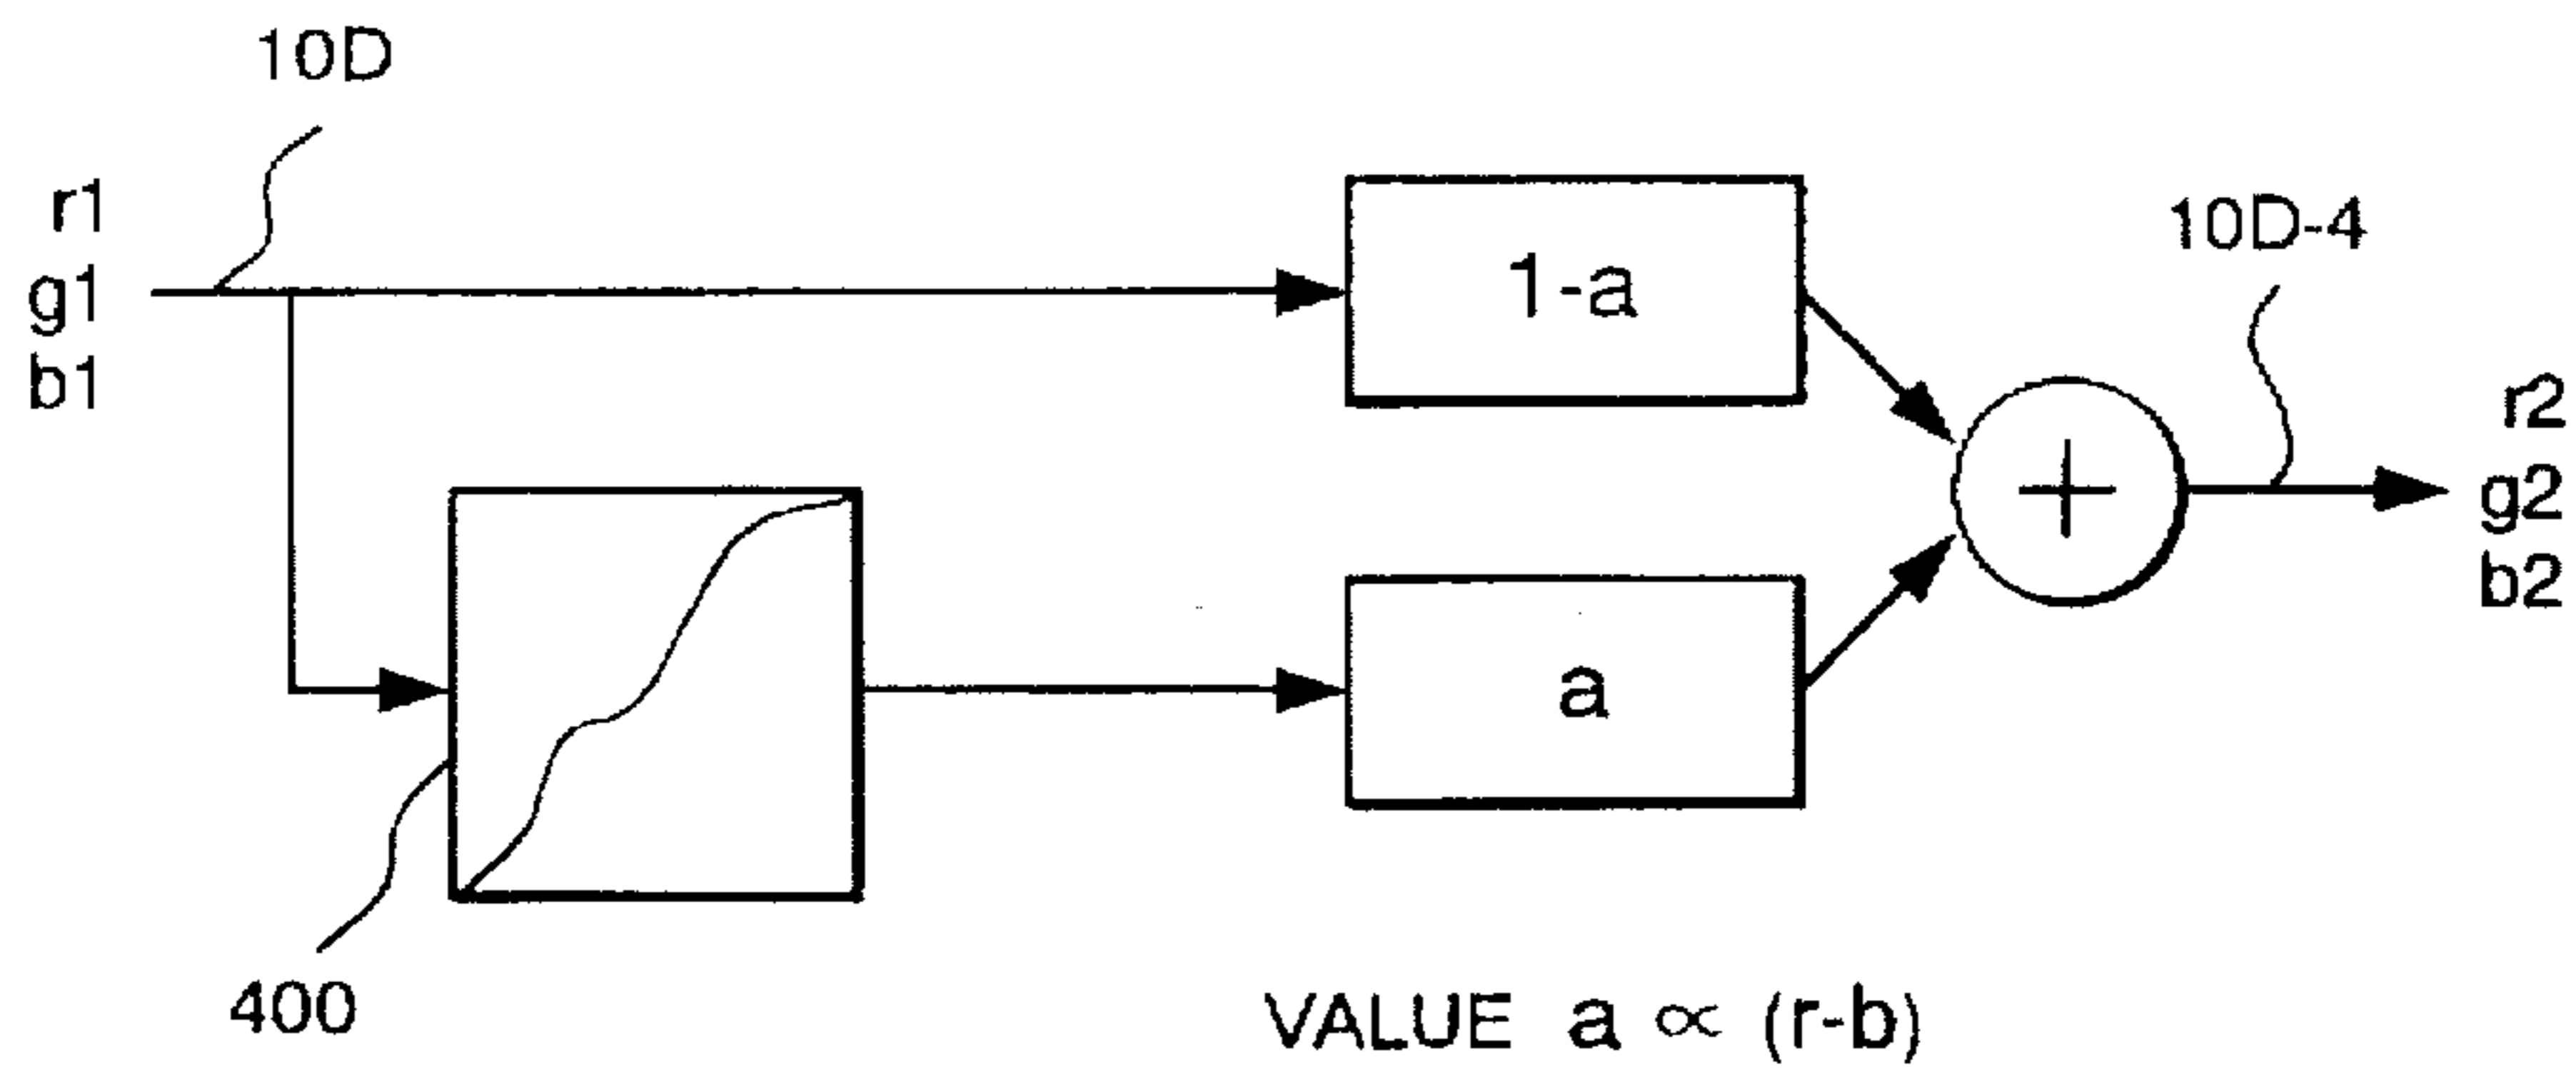 10D
r1
g1
b1
1-a
10D-4
+
r2
g2
b2
a
400
VALUE a ∝ (r-b)